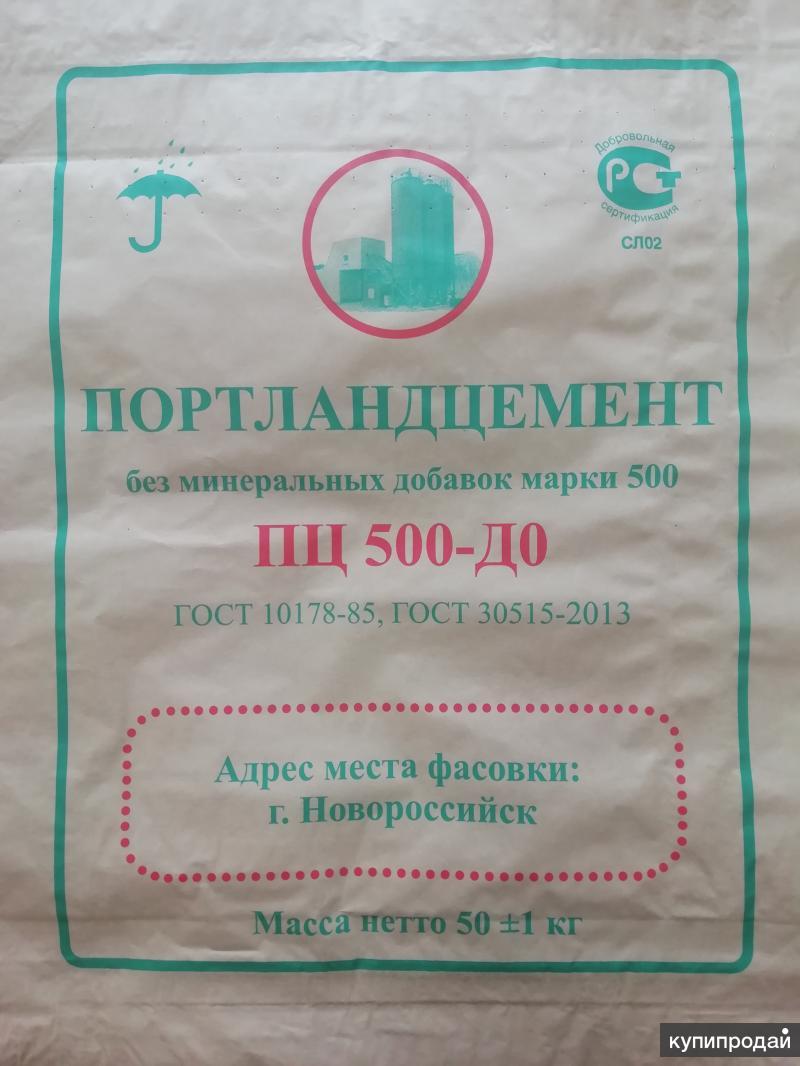 Добровольная
РСТ
сертификация
СЛ02
ПОРТЛАНДЦЕМЕНТ
без минеральных добавок марки 500
ПЦ 500-Д0
ГОСТ 10178-85, ГОСТ 30515-2013
Адрес места фасовки:
г. Новороссийск
Масса нетто 50 ±1 кг
купипродай